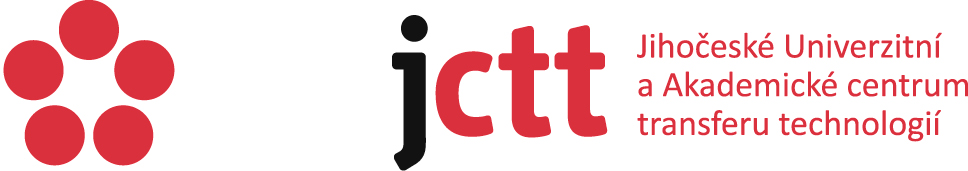 jctt
Jihočeské Univerzitní
a Akademické centrum
transferu technologií